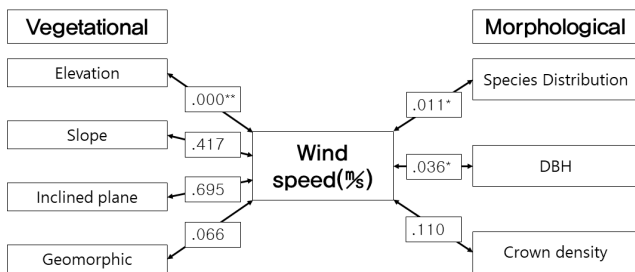 Vegetational
Morphological
Elevation
Species Distribution
.000**
.011*
Slope
.417
Wind
speed(㎧)
.036*
DBH
Inclined plane
.695
.066
.110
Geomorphic
Crown density